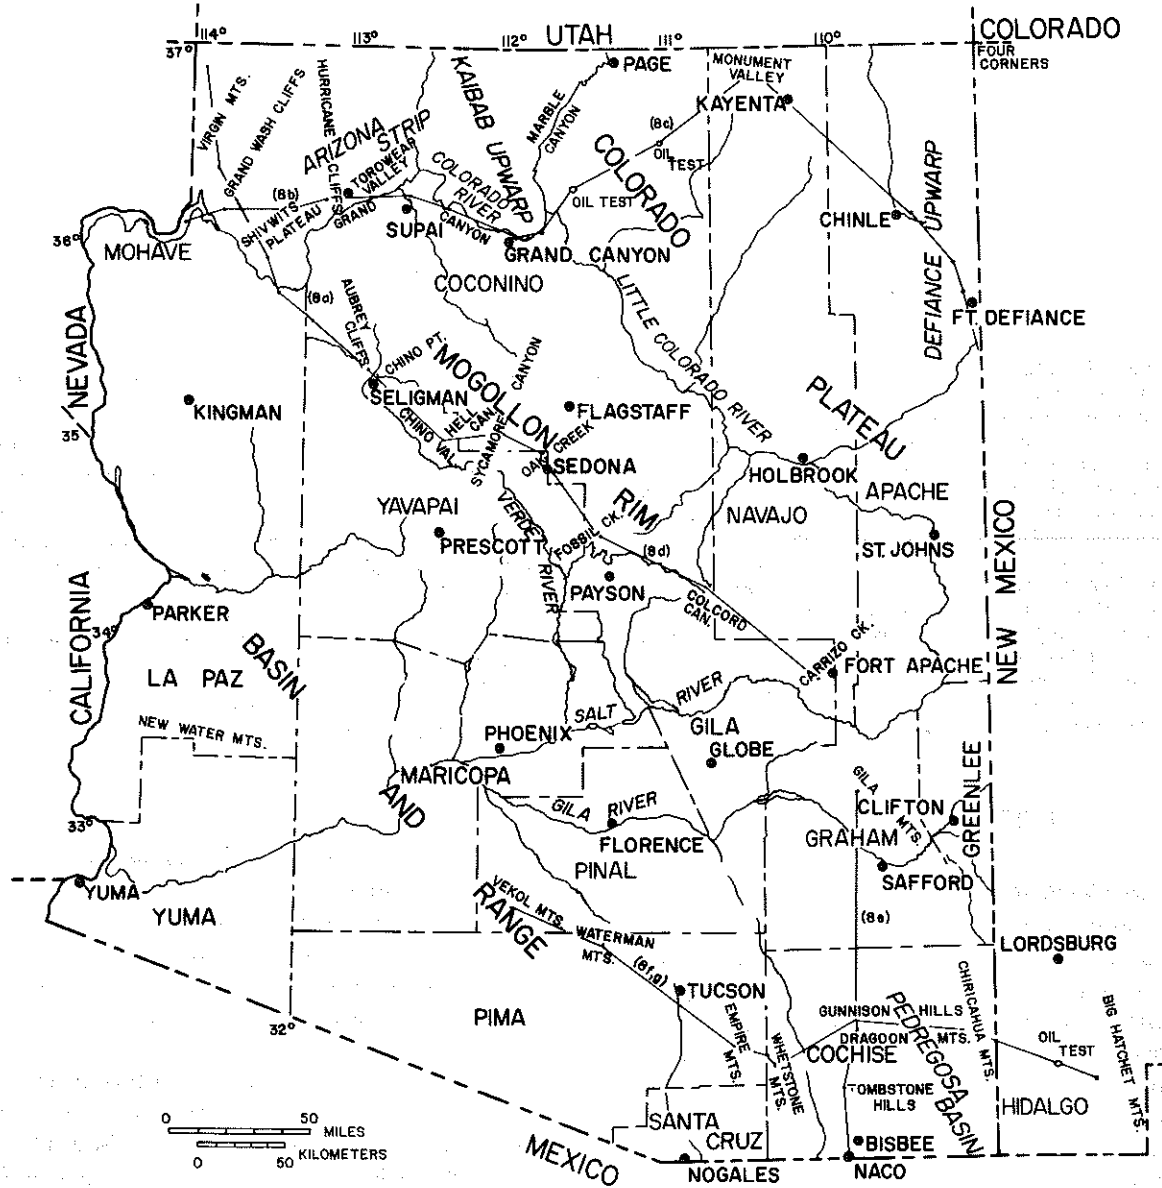 UTAH
COLORADO
FOUR
CORNERS
114°
113°
112°
111°
110°
37°
PAGE
MONUMENT
VALLEY
KAYENTA
VIRGIN MTS.
GRAND WASH CLIFFS
HURRICANE
CLIFFS
ARIZONA
STRIP
TOROWEAP
VALLEY
KAIBAB UPWARP
MARBLE
CANYON
(8c)
OIL
TEST
COLORADO
COLORADO
RIVER
OIL TEST
(8b)
SHIVWITS
PLATEAU
GRAND
CANYON
SUPAI
GRAND CANYON
CHINLE
DEFIANCE UPWARP
36°
MOHAVE
COCONINO
(8a)
AUBREY
CLIFFS
LITTLE COLORADO RIVER
FT. DEFIANCE
NEVADA
CHINO PT.
MOGOLLON
CANYON
KINGMAN
SELIGMAN
FLAGSTAFF
PLATEAU
35
CHINO VAL.
HELL
CAN.
SYCAMORE
OAK CREEK
SEDONA
HOLBROOK
APACHE
YAVAPAI
VERDE
RIVER
RIM
NAVAJO
PRESCOTT
FOSSIL CK.
(8d)
ST. JOHNS
NEW MEXICO
CALIFORNIA
PARKER
PAYSON
COLCORD
CAN.
34°
BASIN
CARRIZO CK.
FORT APACHE
LA PAZ
SALT
RIVER
NEW WATER MTS.
PHOENIX
GILA
GLOBE
MARICOPA
AND
GILA
MTS.
GREENLEE
33°
GILA RIVER
CLIFTON
FLORENCE
GRAHAM
PINAL
SAFFORD
YUMA
YUMA
VEKOL MTS.
RANGE
(8e)
WATERMAN
MTS.
LORDSBURG
(8f,g)
TUCSON
CHIRICAHUA MTS.
PIMA
EMPIRE
MTS.
GUNNISON HILLS
PEDREGOSA
BASIN
BIG HATCHET MTS.
32°
WHETSTONE
MTS.
DRAGOON MTS.
COCHISE
OIL
TEST
TOMBSTONE
HILLS
HIDALGO
SANTA
CRUZ
0 50
MILES
KILOMETERS
0 50
MEXICO
BISBEE
NOGALES
NACO